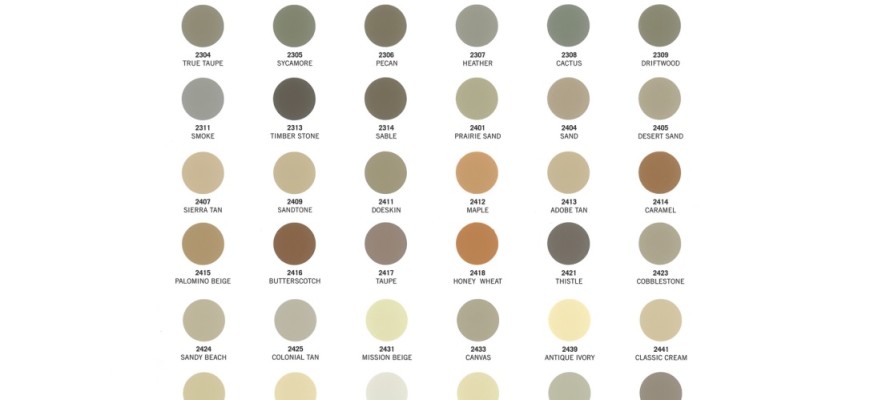 2304 2305 2306 2307 2308 2309
TRUE TAUPE SYCAMORE PECAN HEATHER CACTUS DRIFTWOOD
2311 2313 2314 2401 2404 2405
SMOKE TIMBER STONE SABLE PRAIRIE SAND SAND DESERT SAND
2407 2409 2411 2412 2413 2414
SIERRA TAN SANDTONE DOESKIN MAPLE ADOBE TAN CARAMEL
2415 2416 2417 2418 2421 2423
PALOMINO BEIGE BUTTERSCOTCH TAUPE HONEY WHEAT THISTLE COBBLESTONE
2424 2425 2431 2433 2439 2441
SANDY BEACH COLONIAL TAN MISSION BEIGE CANVAS ANTIQUE IVORY CLASSIC CREAM